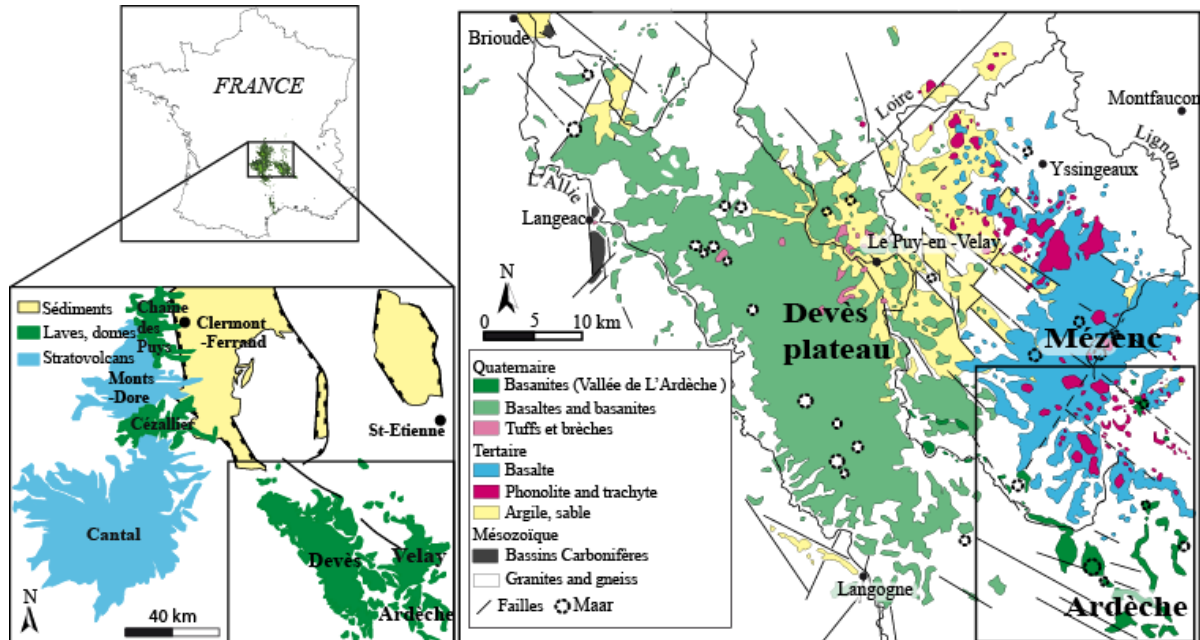 FRANCE
Sédiments
Laves, domes
Stratovolcans
Chaîne
des
Puys
Clermont
-Ferrand
Monts
-Dore
Cézallier
St-Etienne
Cantal
Devès
Velay
Ardèche
N
40 km
Brioude
Loire
Montfaucon
Lignon
Yssingeaux
L'Allée
Langeac
Le Puy-en -Velay
N
0 5 10 km
Devès
plateau
Mézenc
Quaternaire
Basanites (Vallée de L'Ardèche )
Basaltes and basanites
Tuffs et brèches
Tertaire
Basalte
Phonolite and trachyte
Argile, sable
Mésozoïque
Bassins Carbonifères
Granites and gneiss
Failles
Maar
Langogne
Ardèche